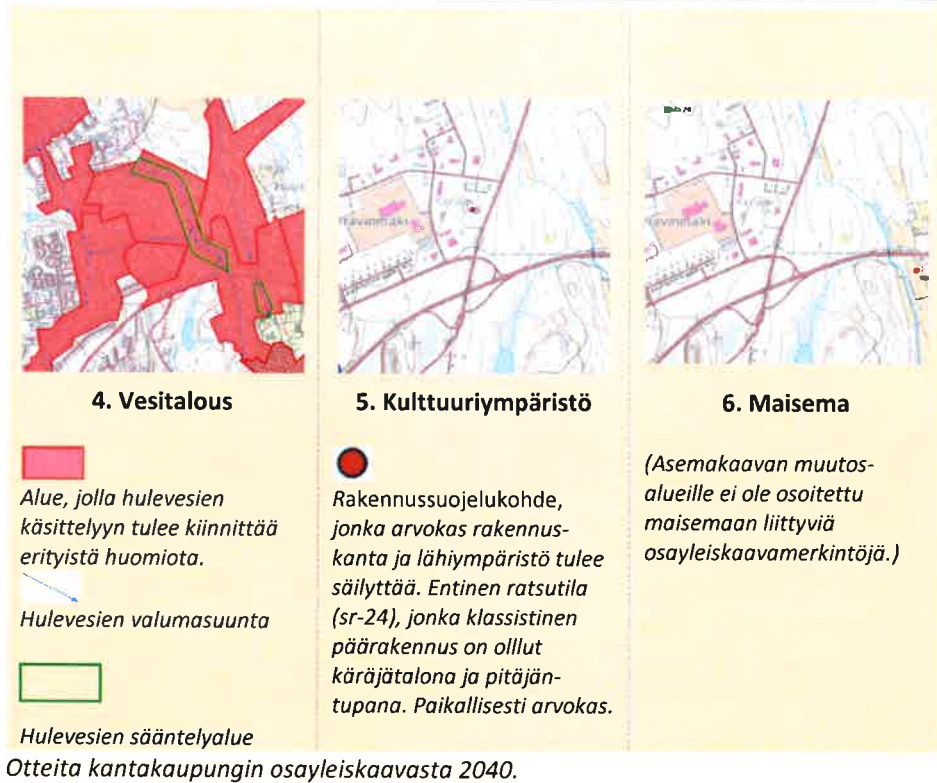 4. Vesitalous
Alue, jolla hulevesien
käsittelyyn tulee kiinnittää
erityistä huomiota.
Hulevesien valumasuunta
Hulevesien sääntelyalue
5. Kulttuuriympäristö
Rakennussuojelukohde,
jonka arvokas rakennus-
kanta ja lähiympäristö tulee
säilyttää. Entinen ratsutila
(sr-24), jonka klassistinen
päärakennus on olllut
käräjätalona ja pitäjän-
tupana. Paikallisesti arvokas.
6. Maisema
(Asemakaavan muutos-
alueille ei ole osoitettu
maisemaan liittyviä
osayleiskaavamerkintöjä.)
Otteita kantakaupungin osayleiskaavasta 2040.